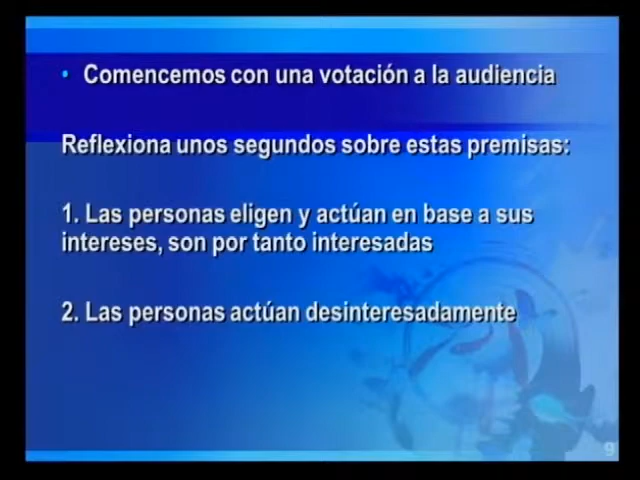 • Comencemos con una votación a la audiencia
Reflexiona unos segundos sobre estas premisas:
1. Las personas eligen y actúan en base a sus
intereses, son por tanto interesadas
2. Las personas actúan desinteresadamente
9